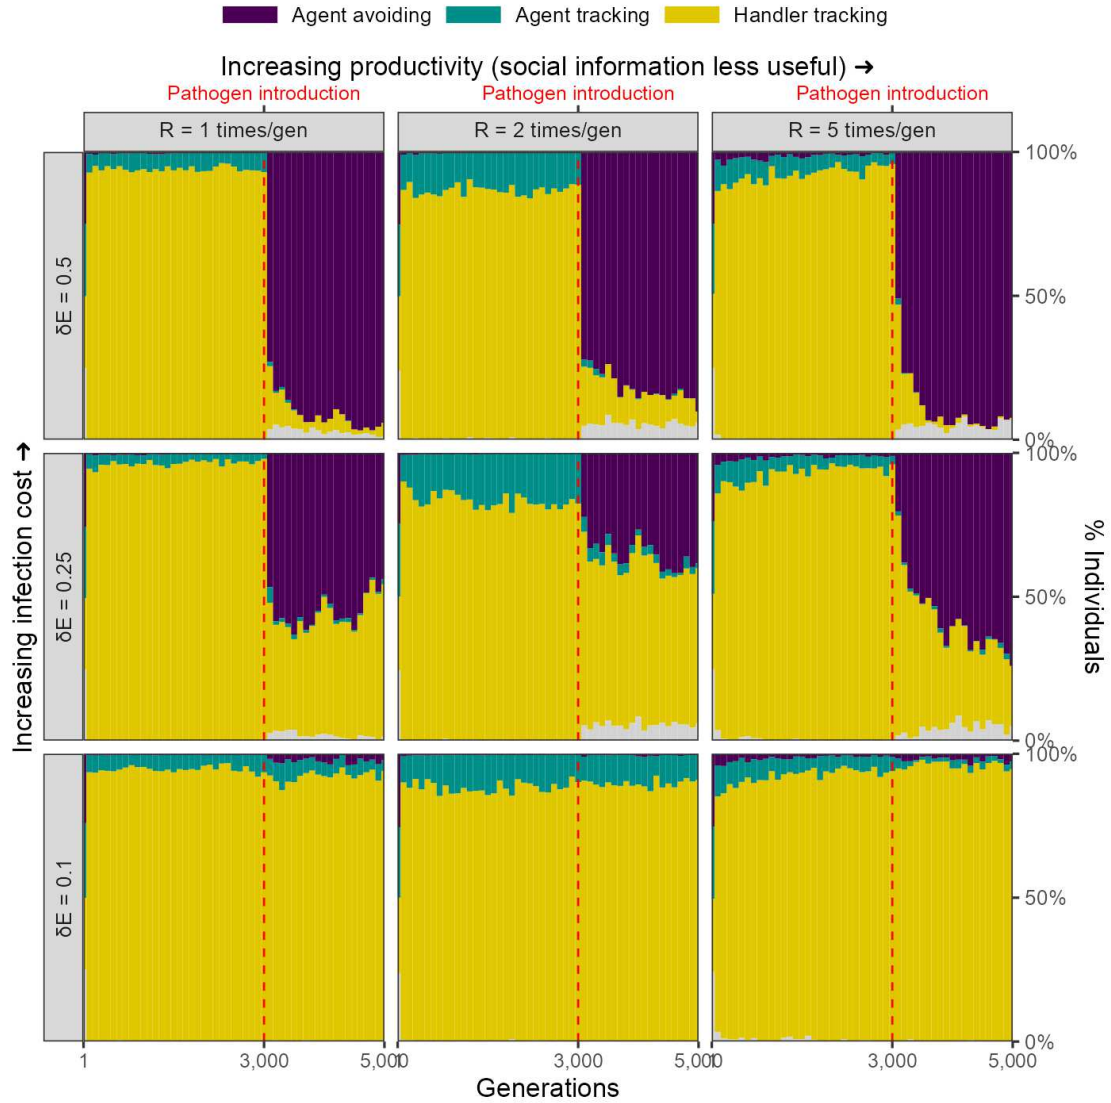 Agent avoiding Agent tracking Handler tracking
Increasing productivity (social information less useful) ➜
Pathogen introduction Pathogen introduction Pathogen introduction
R = 1 times/gen R = 2 times/gen R = 5 times/gen
Increasing infection cost ➜
δE = 0.5
100%
50%
0%
δE = 0.25
100%
50%
0%
δE = 0.1
100%
50%
0%
% Individuals
1 3,000 5,000 1 3,000 5,000 1 3,000 5,000
Generations